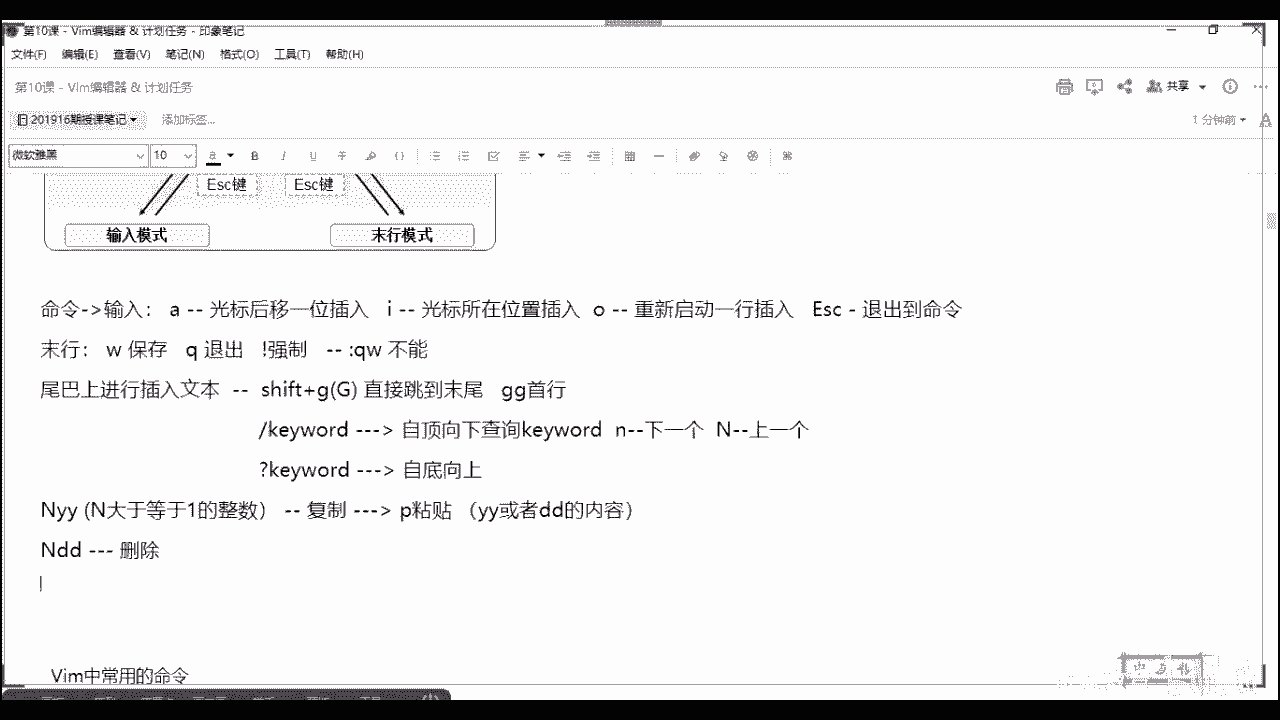 第10课 - Vim编辑器 & 计划任务 - 印象笔记
文件(F) 编辑(E) 查看(V) 笔记(N) 格式(O) 工具(T) 帮助(H)
第10课 - Vim编辑器 & 计划任务
共享
201916期授课笔记 添加标签...
1 分钟前
微软雅黑 10
Esc键 Esc键
输入模式 末行模式
命令->输入： a -- 光标后移一位插入 i -- 光标所在位置插入 o -- 重新启动一行插入 Esc - 退出到命令
末行： w 保存 q 退出 !强制 -- :qw 不能
尾巴上进行插入文本 -- shift+g(G) 直接跳到末尾 gg首行
/keyword ---> 自顶向下查询keyword n--下一个 N--上一个
?keyword ---> 自底向上
Nyy (N大于等于1的整数） -- 复制 ---> p粘贴 （yy或者dd的内容）
Ndd --- 删除
Vim中常用的命令